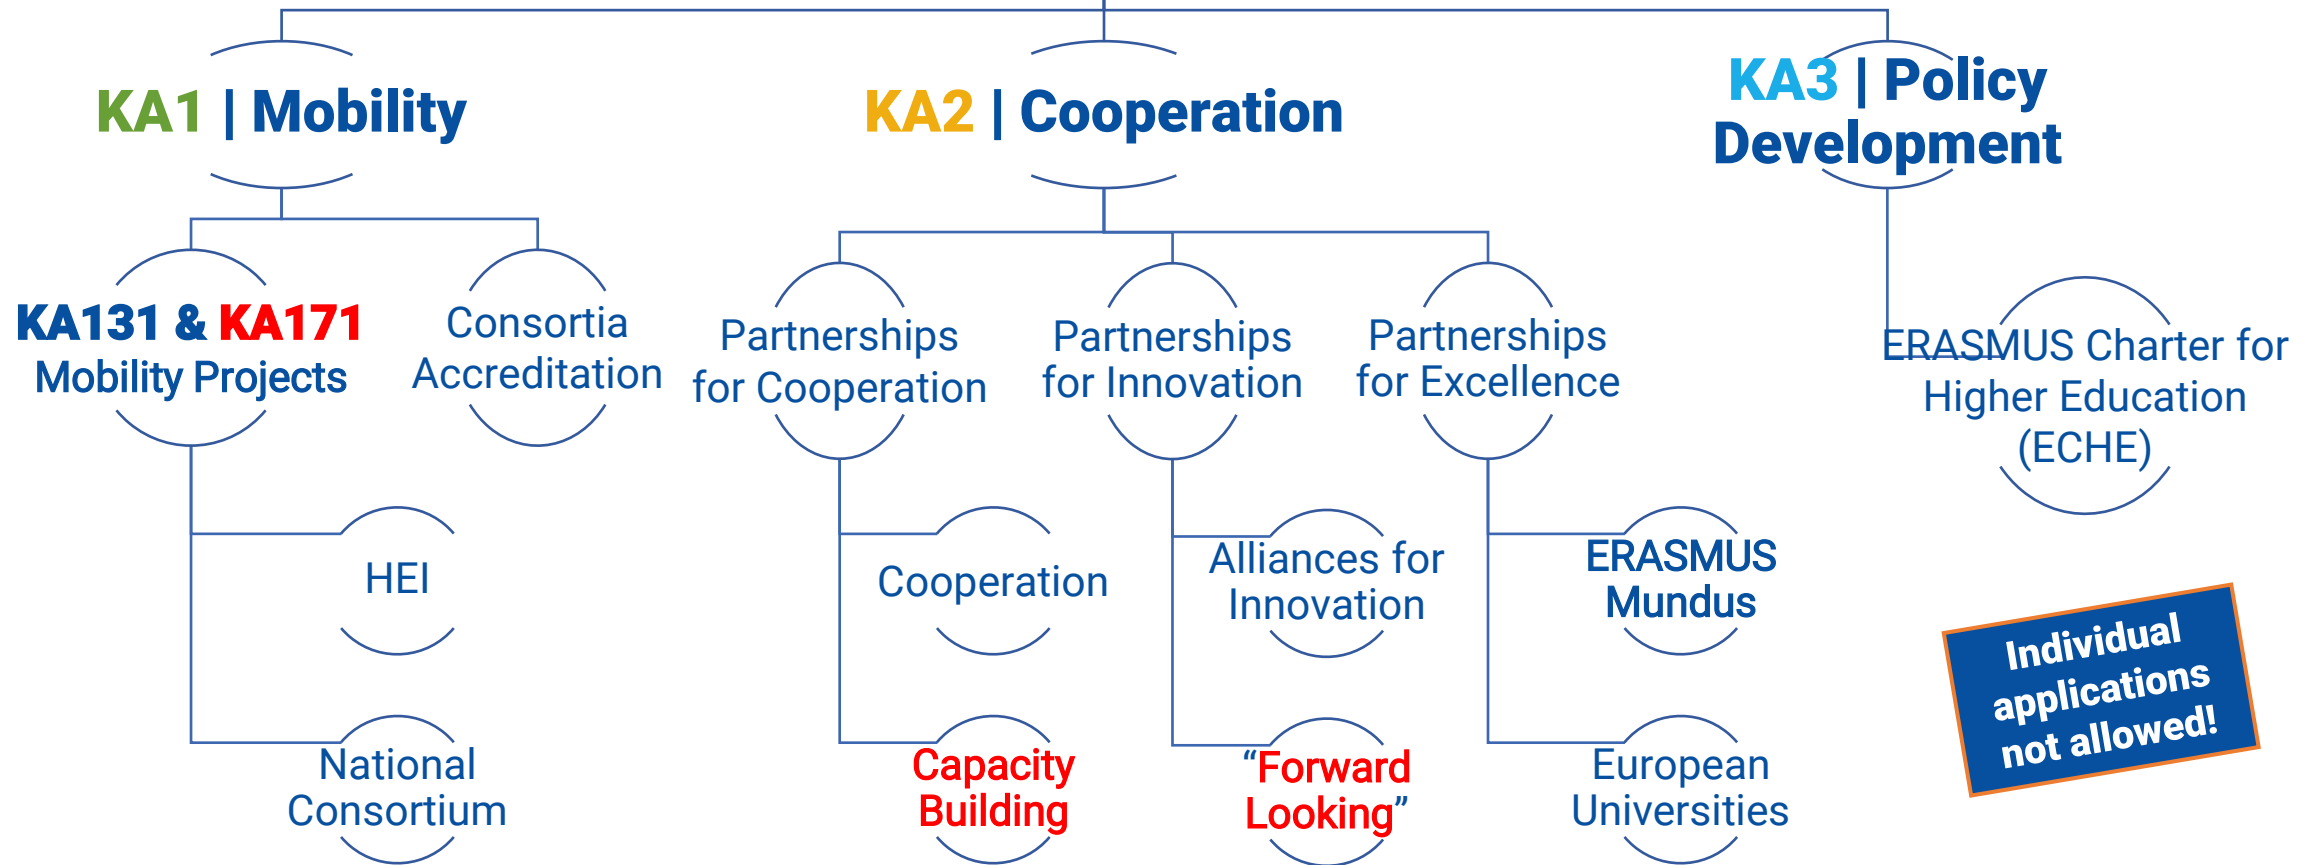 KA1 | Mobility
KA2 | Cooperation
KA3 | Policy
Development
KA131 & KA171
Mobility Projects
Consortia
Accreditation
Partnerships
for Cooperation
Partnerships
for Innovation
Partnerships
for Excellence
ERASMUS Charter for
Higher Education
(ECHE)
HEI
Cooperation
Alliances for
Innovation
ERASMUS
Mundus
National
Consortium
Capacity
Building
“Forward
Looking”
European
Universities
Individual
applications
not allowed!